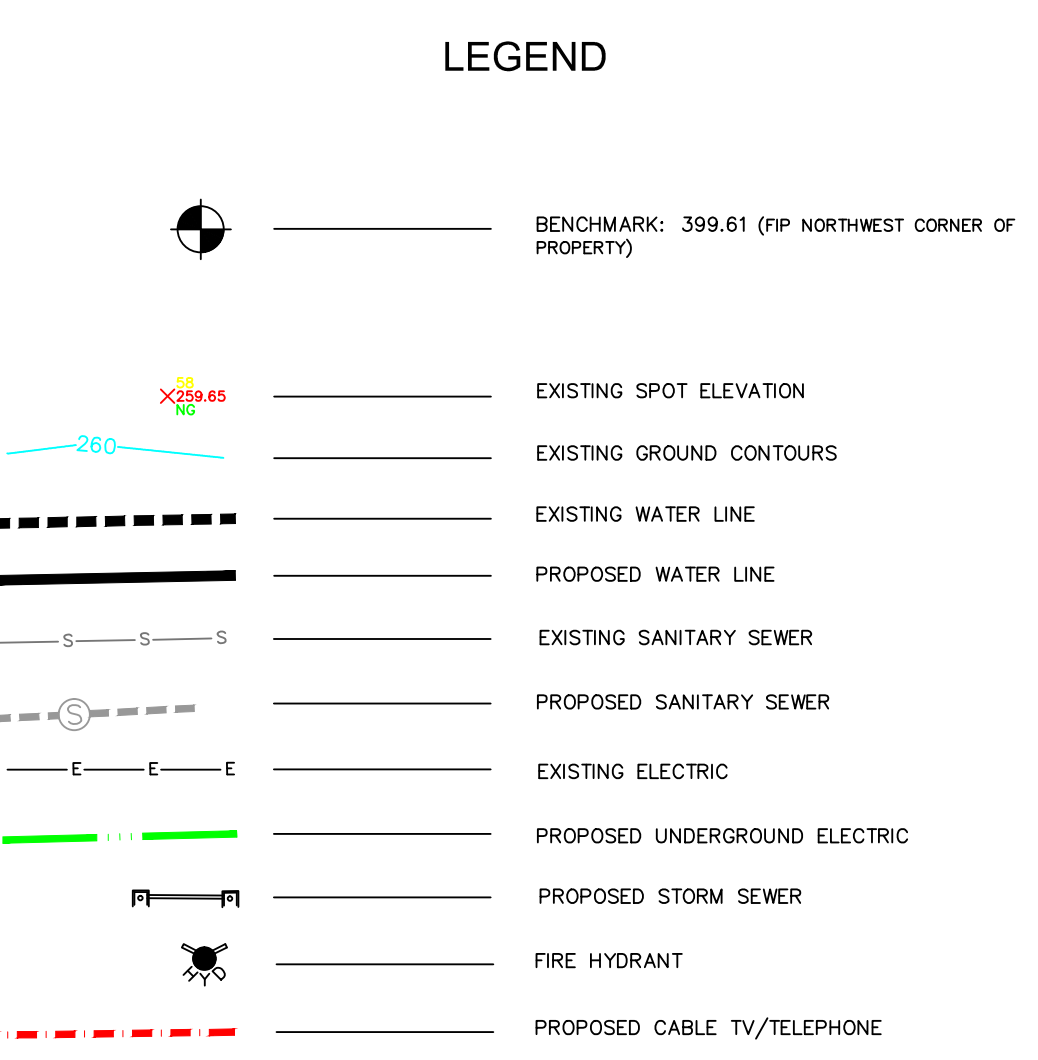 LEGEND
BENCHMARK: 399.61 (FIP NORTHWEST CORNER OF
PROPERTY)
58
259.65
NG
EXISTING SPOT ELEVATION
260
EXISTING GROUND CONTOURS
EXISTING WATER LINE
PROPOSED WATER LINE
S S S
EXISTING SANITARY SEWER
S
PROPOSED SANITARY SEWER
E E E
EXISTING ELECTRIC
PROPOSED UNDERGROUND ELECTRIC
PROPOSED STORM SEWER
HYD
FIRE HYDRANT
PROPOSED CABLE TV/TELEPHONE